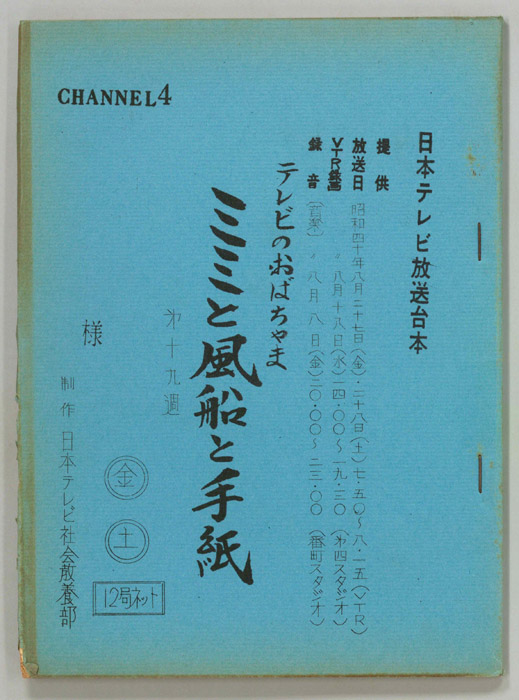 CHANNEL4
日本テレビ放送台本
提供
放送日 昭和四十年八月二十七日(金)・二十八日(土)七・五〇〜八・一五(VTR)
VTR録画 〃八月十八日(水)一四・〇〇〜一九・三〇(第四スタジオ)
録音(音楽)〃八月八日(金)二〇・〇〇〜二三・〇〇(番町スタジオ)
テレビのおばちゃま
ミミと風船と手紙
第十九週
様
金
土
12局ネット
制作 日本テレビ社会教養部